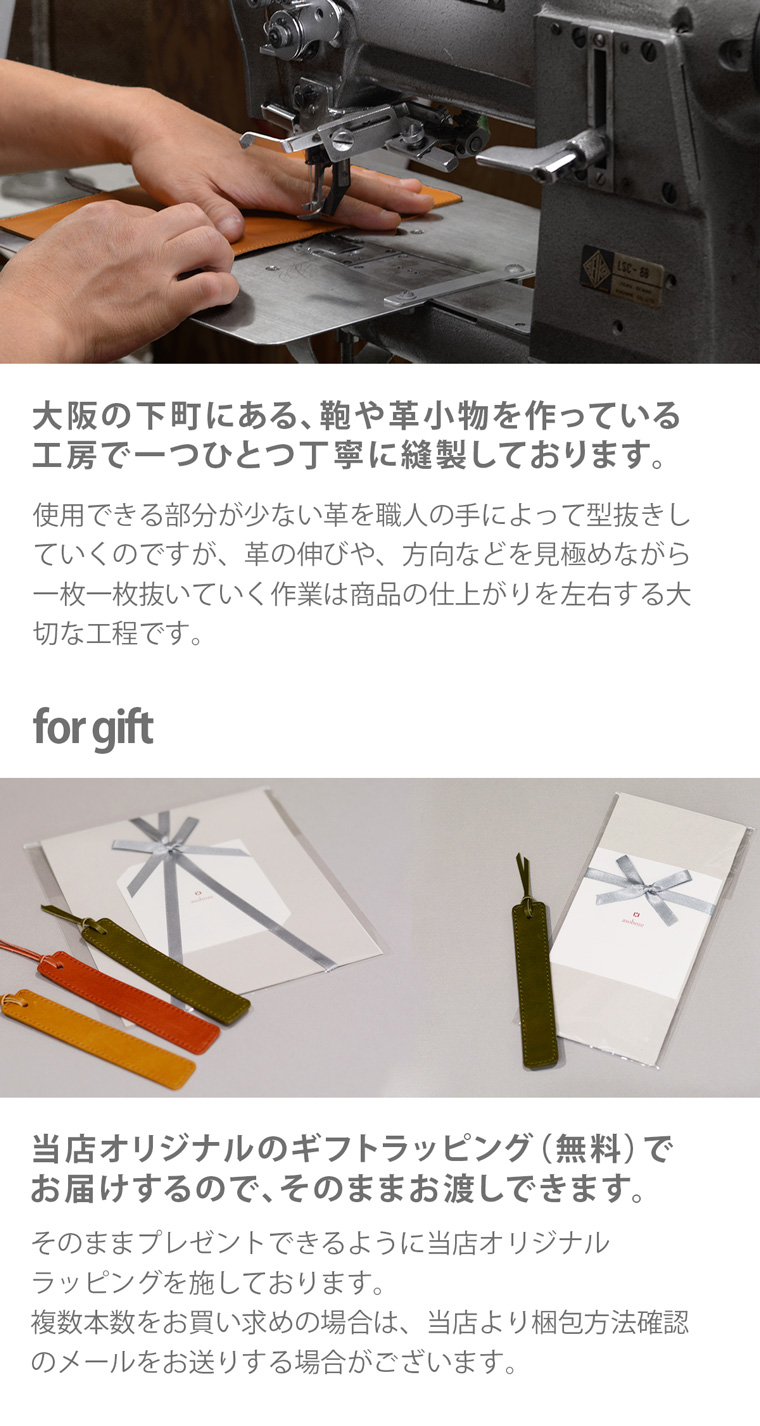 LSC-8B
大阪の下町にある、鞄や革小物を作っている
工房で一つひとつ丁寧に縫製しております。
使用できる部分が少ない革を職人の手によって型抜きし
ていくのですが、革の伸びや、方向などを見極めながら
一枚一枚抜いていく作業は商品の仕上がりを左右する大
切な工程です。
for gift
当店オリジナルのギフトラッピング（無料）で
お届けするので、そのままお渡しできます。
そのままプレゼントできるように当店オリジナル
ラッピングを施しております。
複数本数をお買い求めの場合は、当店より梱包方法確認
のメールをお送りする場合がございます。